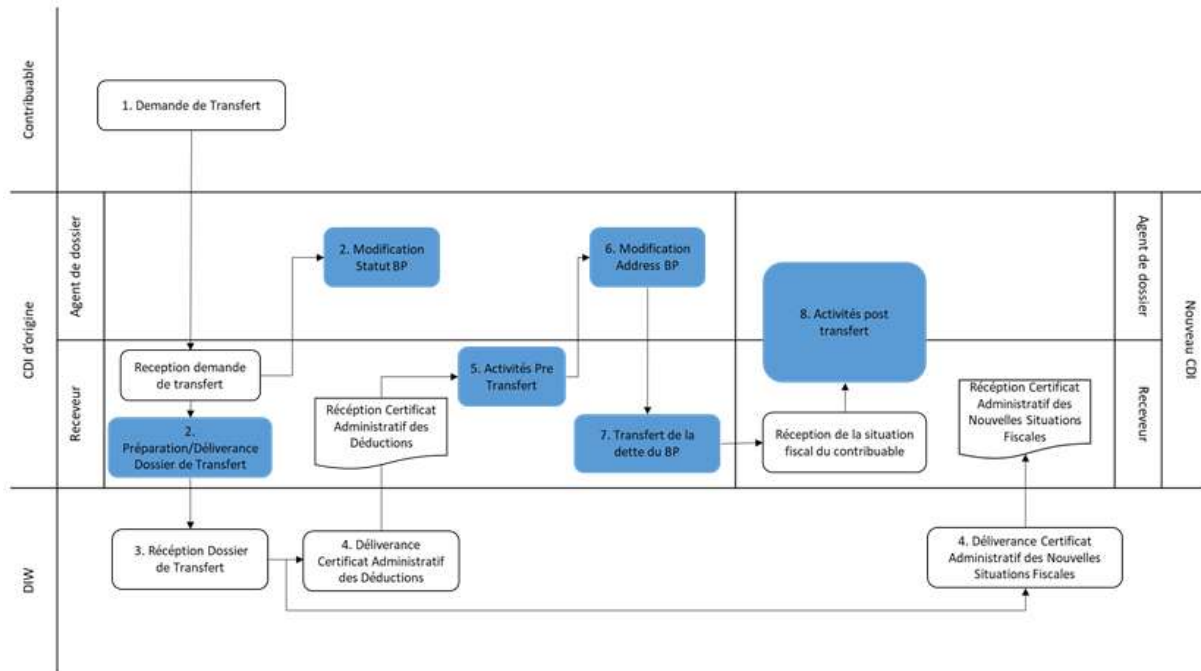 Contribuable
1. Demande de Transfert
CDI d'origine
Agent de dossier
2. Modification
Statut BP
6. Modification
Address BP
8. Activités post
transfert
Agent de dossier
Nouveau CDI
Receveur
Reception demande
de transfert
2.
Préparation/Déliverance
Dossier de Transfert
Récéption Certificat
Administratif des
Déductions
5. Activités Pre
Transfert
7. Transfert de la
dette du BP
Réception de la situation
fiscal du contribuable
Récéption Certificat
Administratif des
Nouvelles Situations
Fiscales
Receveur
DIW
3. Récéption Dossier
de Transfert
4. Déliverance
Certificat Administratif
des Déductions
4. Déliverance Certificat
Administratif des Nouvelles
Situations Fiscales